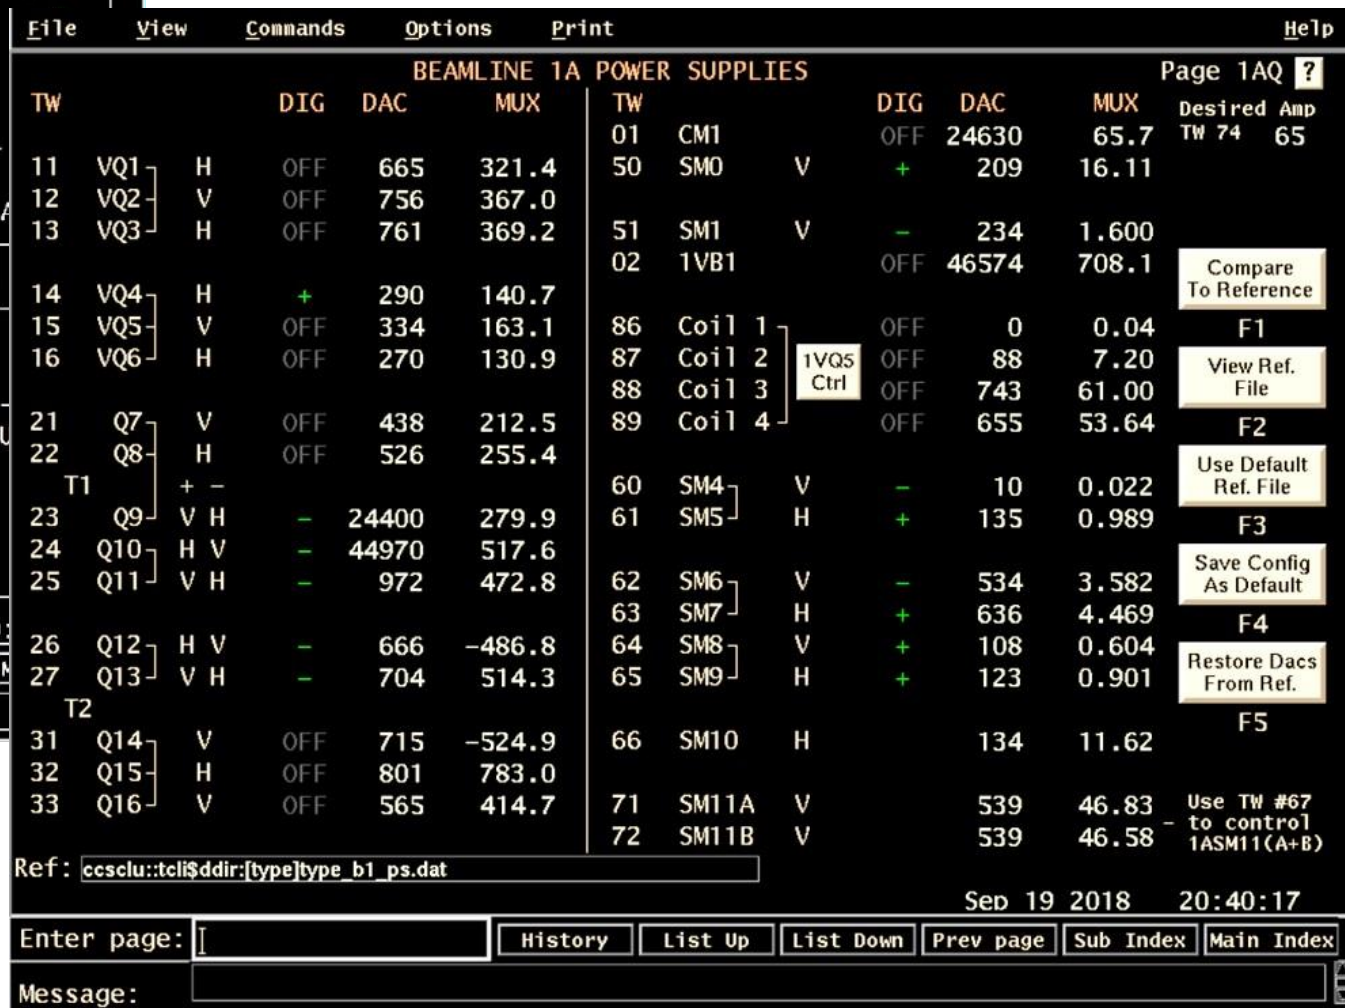 File View Commands Options Print Help
BEAMLINE 1A POWER SUPPLIES Page 1AQ ?
TW DIG DAC MUX
11 VQ1 H OFF 665 321.4
12 VQ2 V OFF 756 367.0
13 VQ3 H OFF 761 369.2
14 VQ4 H + 290 140.7
15 VQ5 V OFF 334 163.1
16 VQ6 H OFF 270 130.9
21 Q7 V OFF 438 212.5
22 Q8 H OFF 526 255.4
T1 + −
23 Q9 V H − 24400 279.9
24 Q10 H V − 44970 517.6
25 Q11 V H − 972 472.8
26 Q12 H V − 666 −486.8
27 Q13 V H − 704 514.3
T2
31 Q14 V OFF 715 −524.9
32 Q15 H OFF 801 783.0
33 Q16 V OFF 565 414.7
TW DIG DAC MUX
01 CM1 OFF 24630 65.7
50 SM0 V + 209 16.11
51 SM1 V − 234 1.600
02 1VB1 OFF 46574 708.1
86 Coil 1 OFF 0 0.04
87 Coil 2 OFF 88 7.20
88 Coil 3 OFF 743 61.00
89 Coil 4 OFF 655 53.64
1VQ5
Ctrl
60 SM4 V − 10 0.022
61 SM5 H + 135 0.989
62 SM6 V − 534 3.582
63 SM7 H + 636 4.469
64 SM8 V + 108 0.604
65 SM9 H + 123 0.901
66 SM10 H 134 11.62
71 SM11A V 539 46.83
72 SM11B V 539 46.58
Desired Amp
TW 74 65
Compare
To Reference
F1
View Ref.
File
F2
Use Default
Ref. File
F3
Save Config
As Default
F4
Restore Dacs
From Ref.
F5
Use TW #67
− to control
1ASM11(A+B)
Ref: ccsclu::tcli$ddir:[type]type_b1_ps.dat
Sep 19 2018 20:40:17
Enter page: History List Up List Down Prev page Sub Index Main Index
Message: